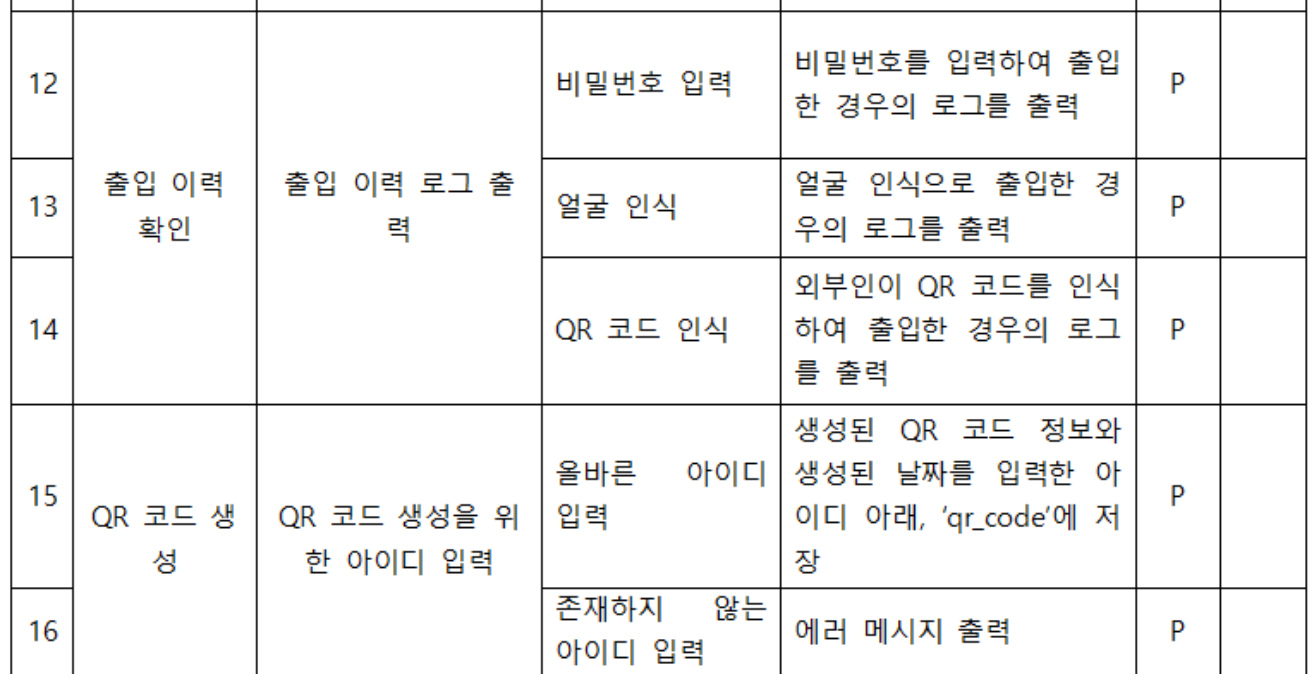 12
출입 이력
확인
출입 이력 로그 출
력
비밀번호 입력
비밀번호를 입력하여 출입
한 경우의 로그를 출력
P
13
얼굴 인식
얼굴 인식으로 출입한 경
우의 로그를 출력
P
14
QR 코드 인식
외부인이 QR 코드를 인식
하여 출입한 경우의 로그
를 출력
P
15
QR 코드 생
성
QR 코드 생성을 위
한 아이디 입력
올바른 아이디
입력
생성된 QR 코드 정보와
생성된 날짜를 입력한 아
이디 아래, ‘qr_code’에 저
장
P
16
존재하지 않는
아이디 입력
에러 메시지 출력
P